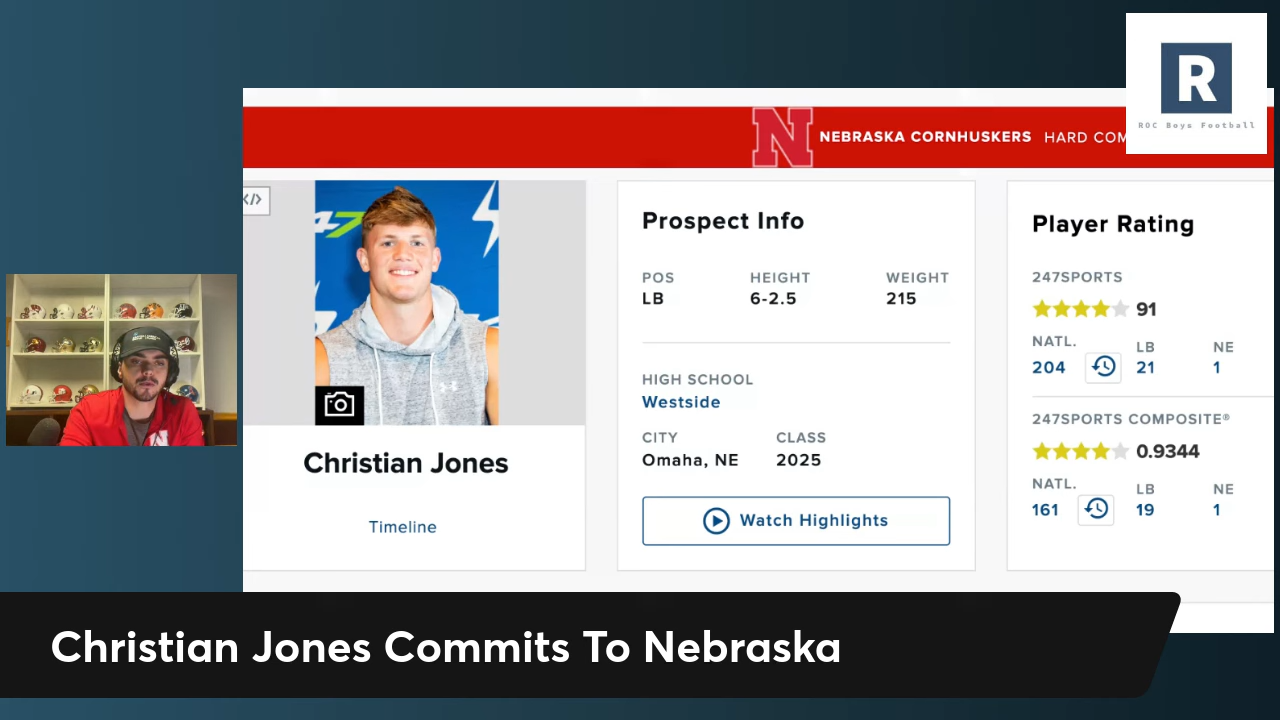 R
ROC Boys Football
N NEBRASKA CORNHUSKERS HARD COM
</>
47
Prospect Info
POS HEIGHT WEIGHT
LB 6-2.5 215
HIGH SCHOOL
Westside
CITY CLASS
Omaha, NE 2025
Watch Highlights
Player Rating
247SPORTS
91
NATL. LB NE
204 21 1
247SPORTS COMPOSITE®
0.9344
NATL. LB NE
161 19 1
Christian Jones
Timeline
Christian Jones Commits To Nebraska